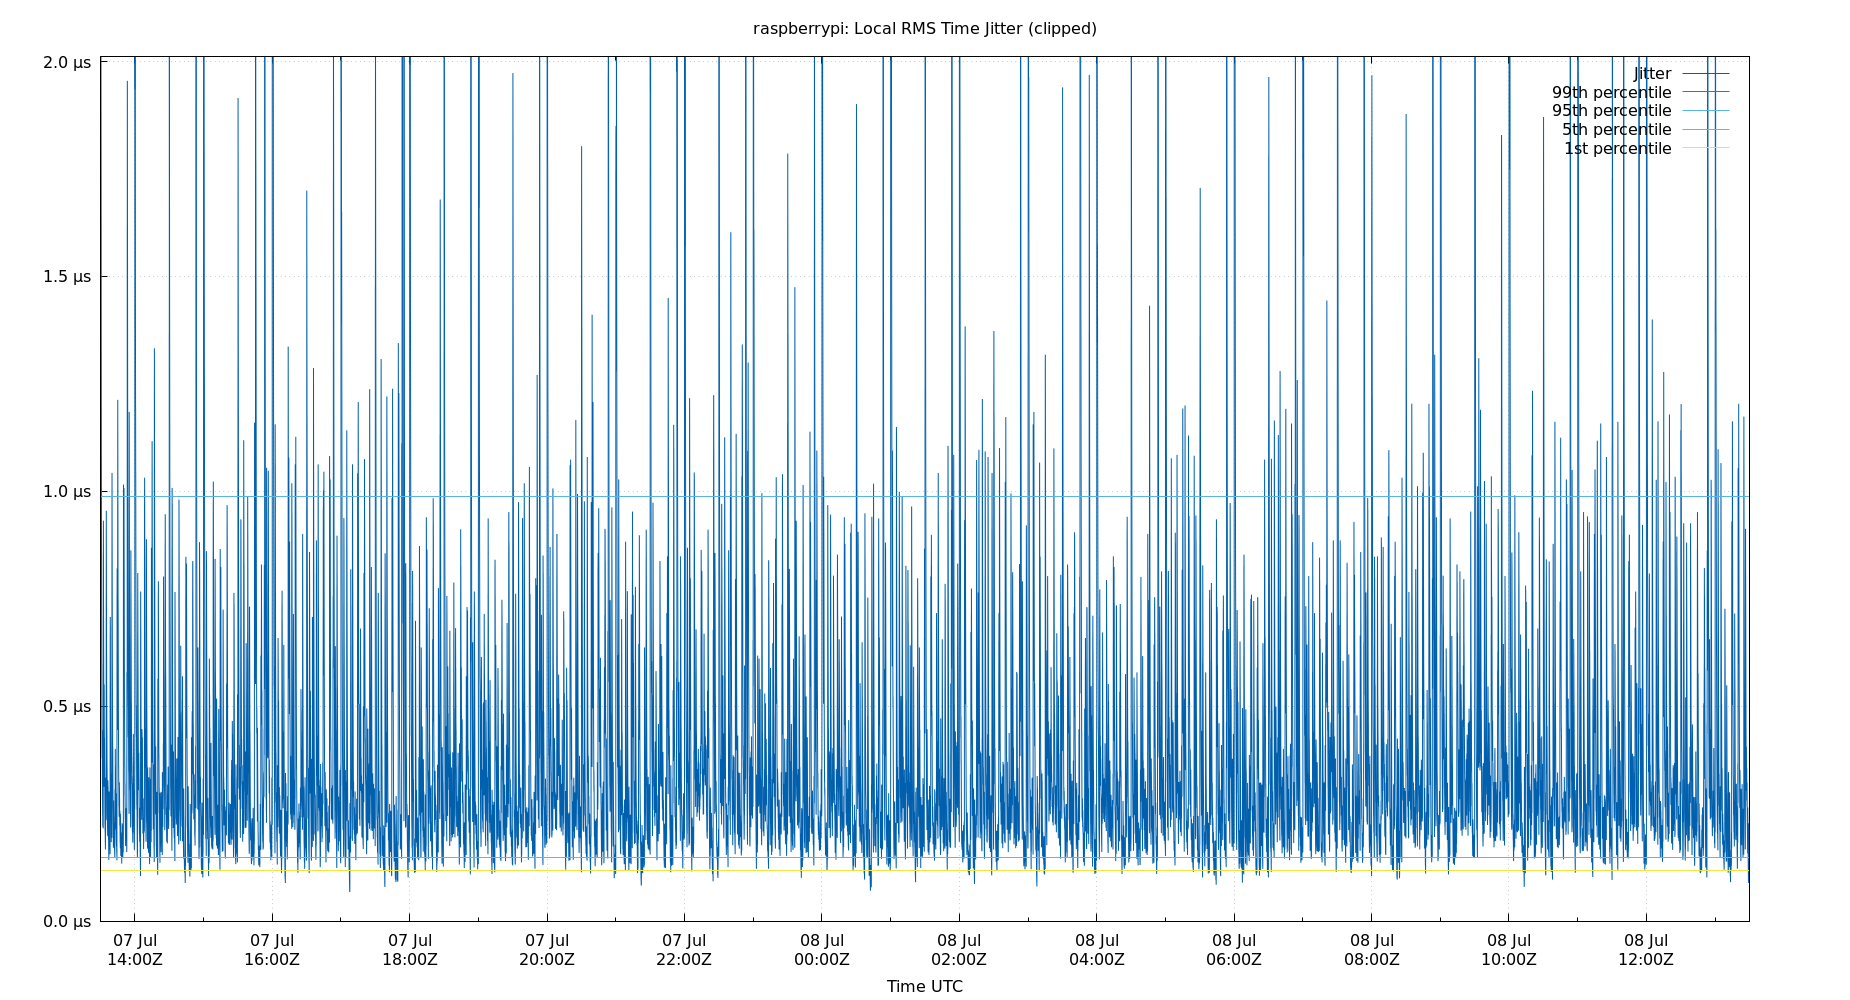 raspberrypi: Local RMS Time Jitter (clipped)
2.0 µs
1.5 µs
1.0 µs
0.5 µs
0.0 µs
Jitter
99th percentile
95th percentile
5th percentile
1st percentile
07 Jul 07 Jul 07 Jul 07 Jul 07 Jul 08 Jul 08 Jul 08 Jul 08 Jul 08 Jul 08 Jul 08 Jul
14:00Z 16:00Z 18:00Z 20:00Z 22:00Z 00:00Z 02:00Z 04:00Z 06:00Z 08:00Z 10:00Z 12:00Z
Time UTC